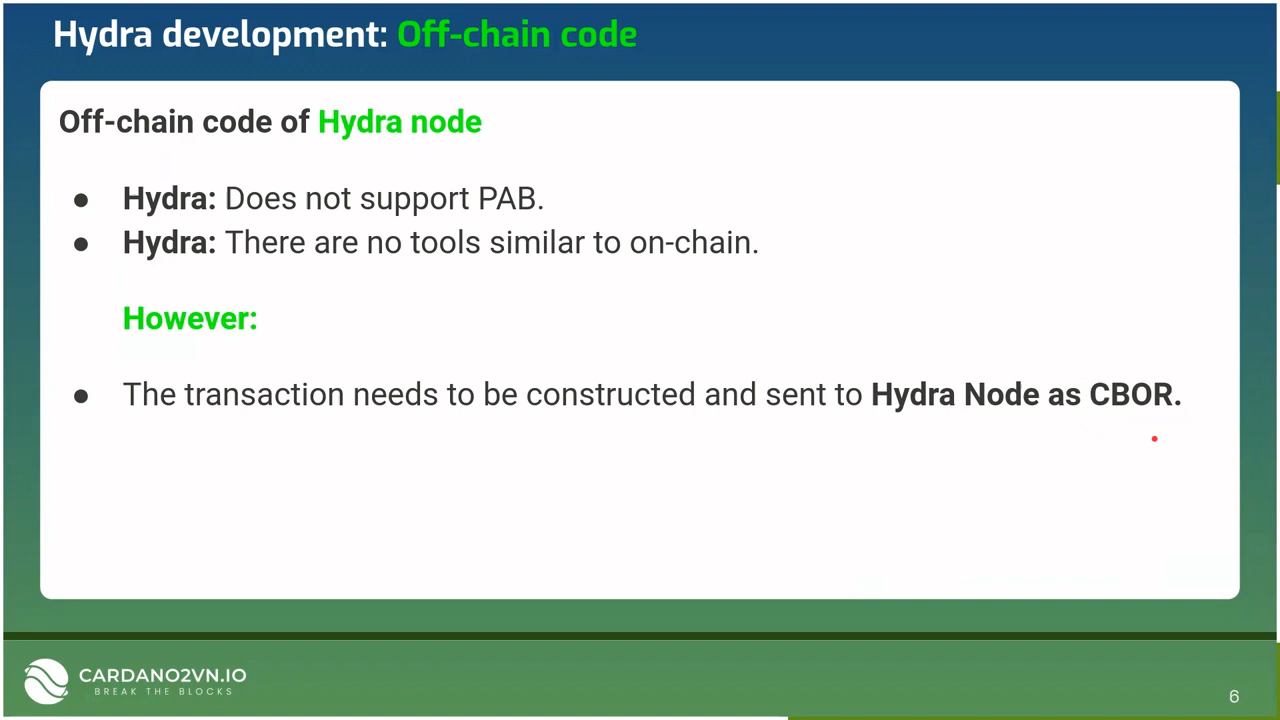 Hydra development: Off-chain code
Off-chain code of Hydra node
● Hydra: Does not support PAB.
● Hydra: There are no tools similar to on-chain.
However:
● The transaction needs to be constructed and sent to Hydra Node as CBOR.
CARDANO2VN.IO
BREAK THE BLOCKS
6